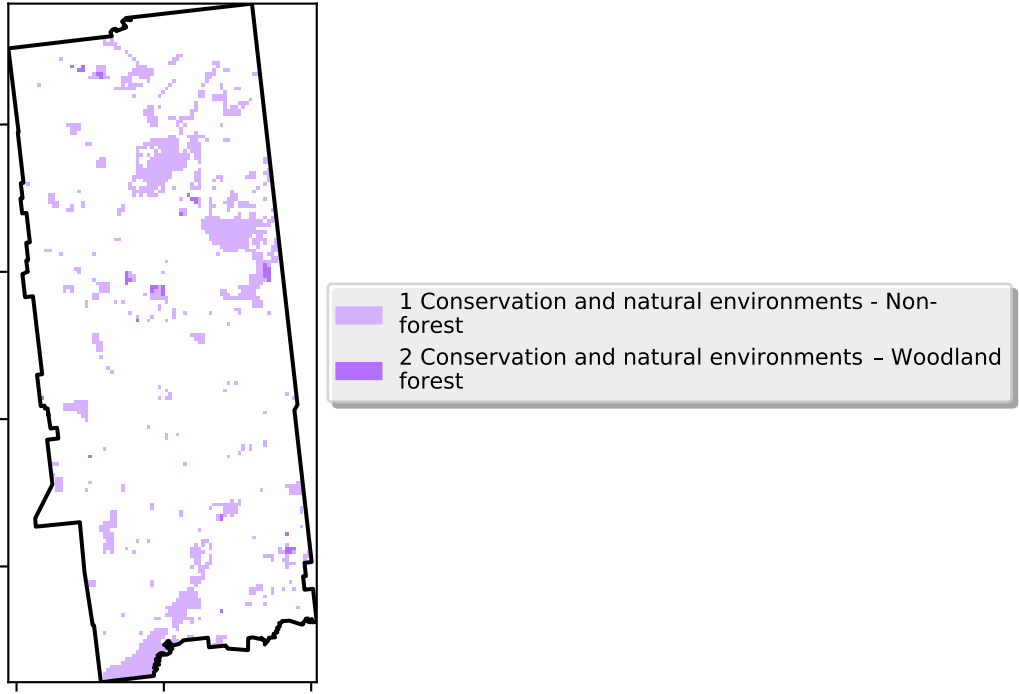 1 Conservation and natural environments - Non-
forest
2 Conservation and natural environments – Woodland
forest